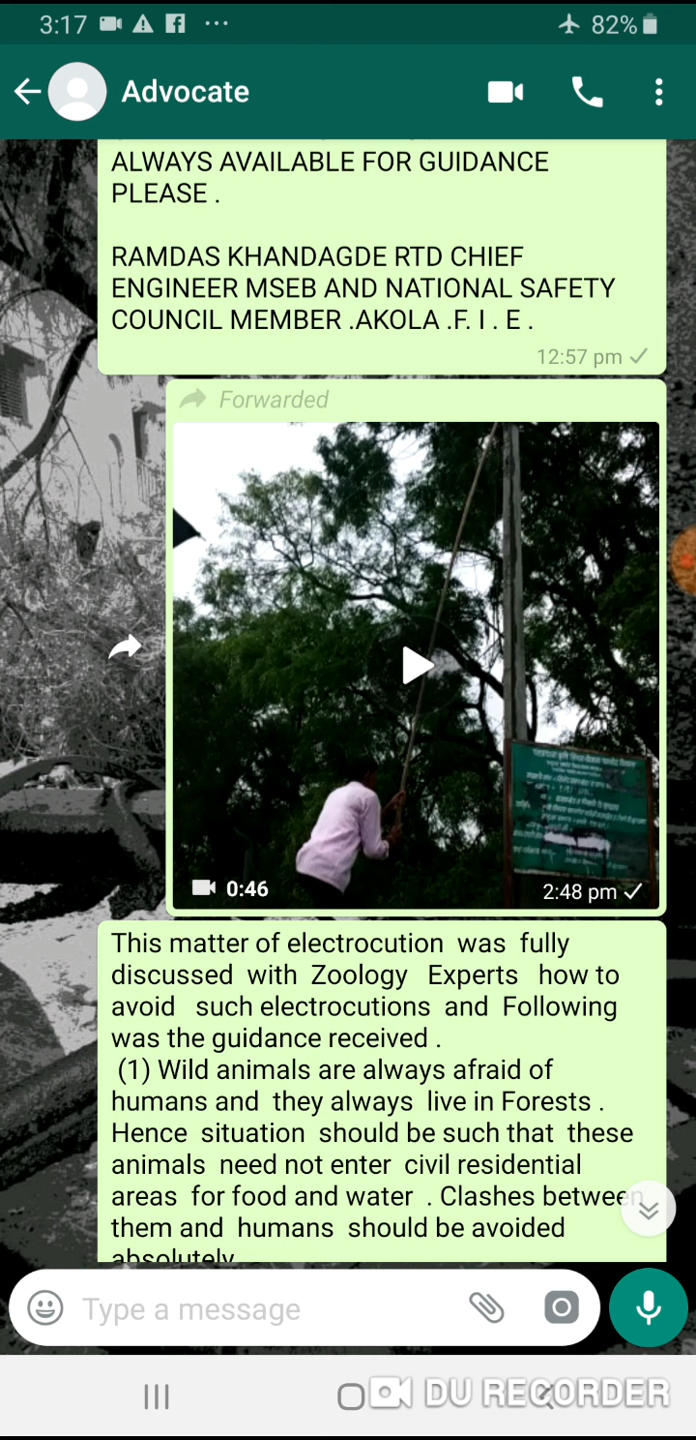 3:17
82%
Advocate
ALWAYS AVAILABLE FOR GUIDANCE
PLEASE .
RAMDAS KHANDAGDE RTD CHIEF
ENGINEER MSEB AND NATIONAL SAFETY
COUNCIL MEMBER .AKOLA .F. I . E .
12:57 pm
Forwarded
0:46
2:48 pm
This matter of electrocution was fully
discussed with Zoology Experts how to
avoid such electrocutions and Following
was the guidance received .
(1) Wild animals are always afraid of
humans and they always live in Forests .
Hence situation should be such that these
animals need not enter civil residential
areas for food and water . Clashes between
them and humans should be avoided
absolutely
Type a message
DU RECORDER